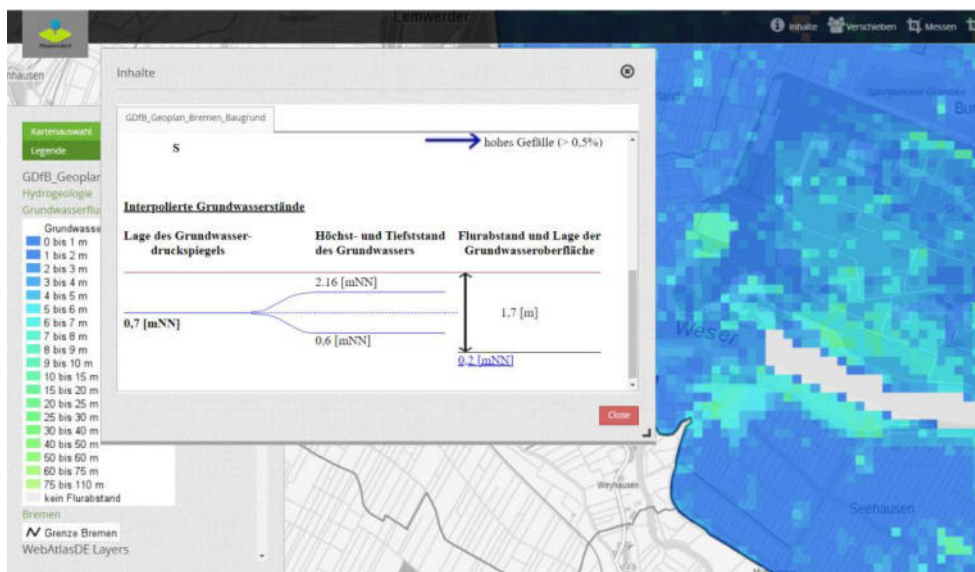 Lemwerder
Inhalte
Verschieben
Messen
nhausen
Kartenauswahl
Legende
GDfB_Geoplan
Hydrogeologie
Grundwasserflu
Grundwasse
0 bis 1 m
1 bis 2 m
2 bis 3 m
3 bis 4 m
4 bis 5 m
5 bis 6 m
6 bis 7 m
7 bis 8 m
8 bis 9 m
9 bis 10 m
10 bis 15 m
15 bis 20 m
20 bis 25 m
25 bis 30 m
30 bis 40 m
40 bis 50 m
50 bis 60 m
60 bis 75 m
75 bis 110 m
kein Flurabstand
Bremen
Grenze Bremen
WebAtlasDE Layers
Inhalte
GDfB_Geoplan_Bremen_Baugrund
S
hohes Gefälle (> 0,5%)
Interpolierte Grundwasserstände
Lage des Grundwasser-
druckspiegels
Höchst- und Tiefststand
des Grundwassers
Flurabstand und Lage der
Grundwasseroberfläche
2.16 [mNN]
0,7 [mNN]
0,6 [mNN]
1,7 [m]
0,2 [mNN]
Close
Weser
Weyhausen
Seehausen